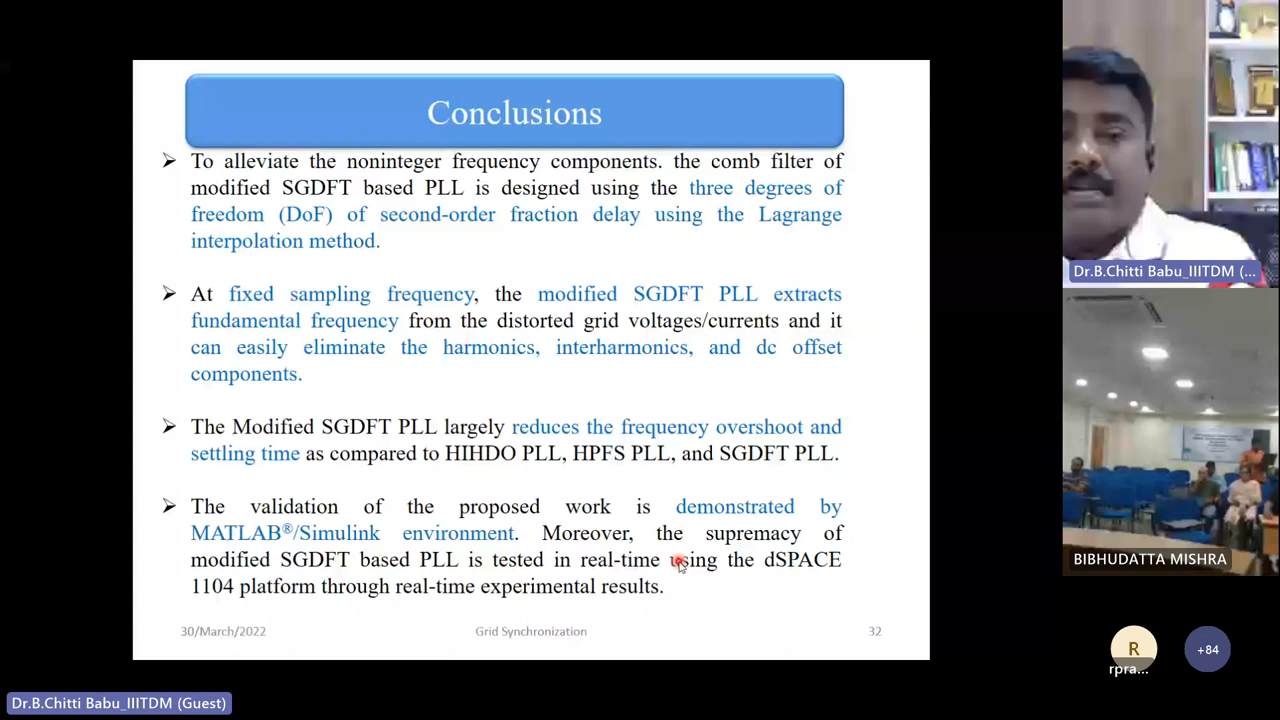 Conclusions
➢ To alleviate the noninteger frequency components. the comb filter of
modified SGDFT based PLL is designed using the three degrees of
freedom (DoF) of second-order fraction delay using the Lagrange
interpolation method.
➢ At fixed sampling frequency, the modified SGDFT PLL extracts
fundamental frequency from the distorted grid voltages/currents and it
can easily eliminate the harmonics, interharmonics, and dc offset
components.
➢ The Modified SGDFT PLL largely reduces the frequency overshoot and
settling time as compared to HIHDO PLL, HPFS PLL, and SGDFT PLL.
➢ The validation of the proposed work is demonstrated by
MATLAB®/Simulink environment. Moreover, the supremacy of
modified SGDFT based PLL is tested in real-time using the dSPACE
1104 platform through real-time experimental results.
30/March/2022 Grid Synchronization 32
Dr.B.Chitti Babu_IIITDM (...
BIBHUDATTA MISHRA
R
rpra...
+84
Dr.B.Chitti Babu_IIITDM (Guest)